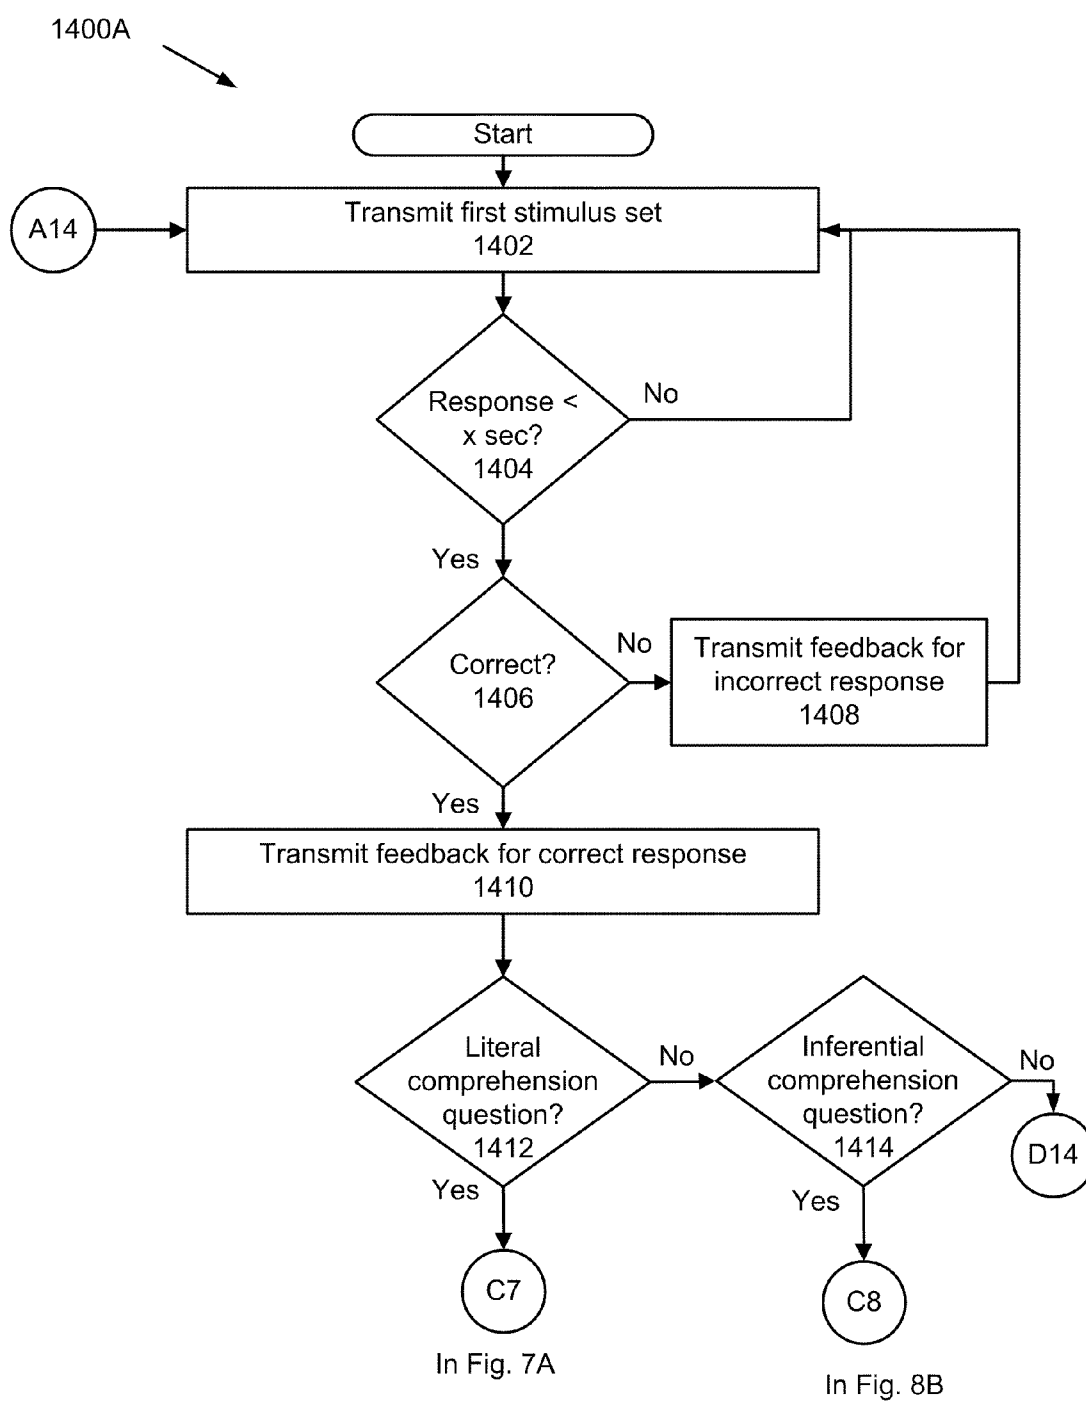 1400A
Start
A14
Transmit first stimulus set
1402
Response <
x sec?
1404
No
Yes
Correct?
1406
No
Transmit feedback for
incorrect response
1408
Yes
Transmit feedback for correct response
1410
Literal
comprehension
question?
1412
No
Inferential
comprehension
question?
1414
No
D14
Yes
Yes
C7
C8
In Fig. 7A
In Fig. 8B